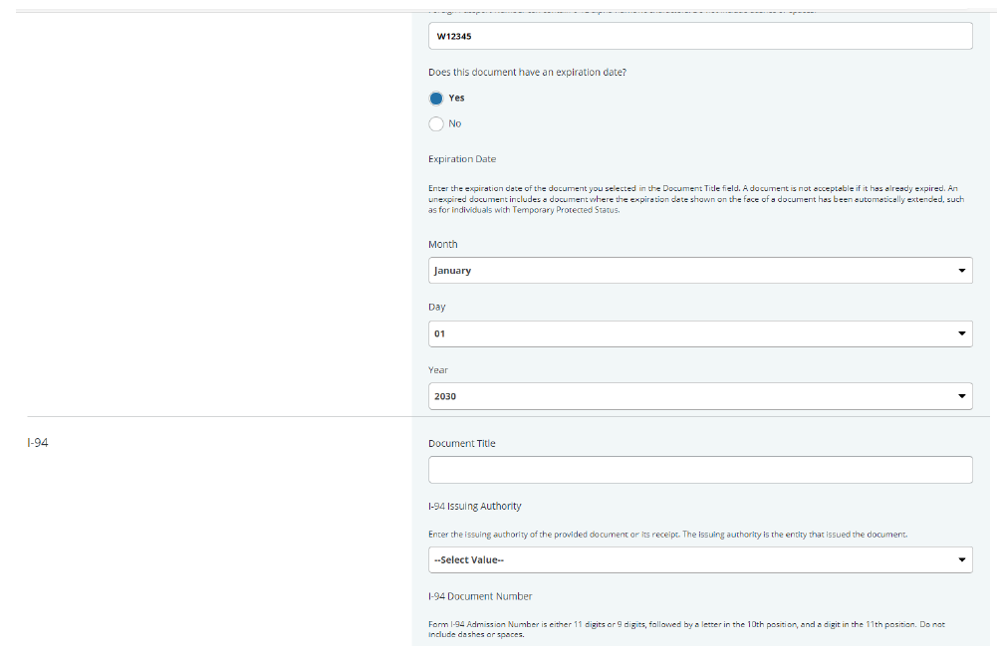 W12345
Does this document have an expiration date?
Yes
No
Expiration Date
Enter the expiration date of the document you selected in the Document Title field. A document is not acceptable if it has already expired. An
unexpired document includes a document where the expiration date shown on the face of a document has been automatically extended, such
as for individuals with Temporary Protected Status.
Month
January
Day
01
Year
2030
I-94
Document Title
I-94 Issuing Authority
Enter the issuing authority of the provided document or its receipt. The issuing authority is the entity that issued the document.
--Select Value--
I-94 Document Number
Form I-94 Admission Number is either 11 digits or 9 digits, followed by a letter in the 10th position, and a digit in the 11th position. Do not
include dashes or spaces.